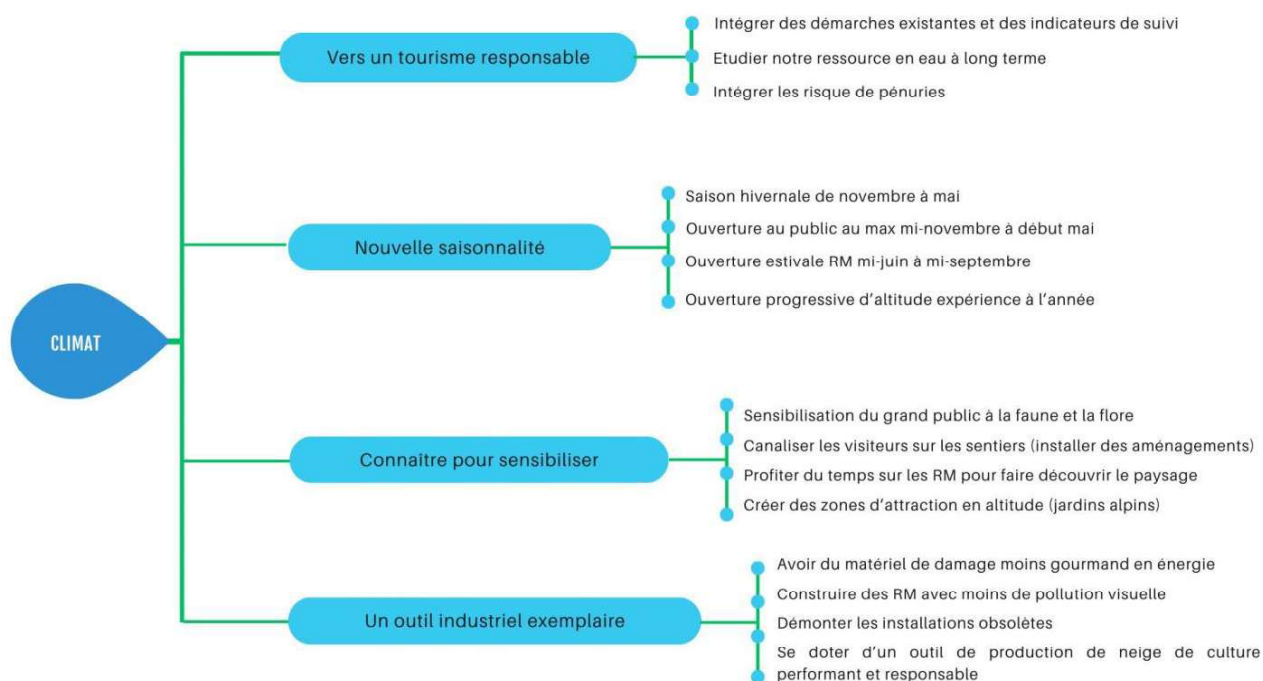 CLIMAT
Vers un tourisme responsable
Intégrer des démarches existantes et des indicateurs de suivi
Etudier notre ressource en eau à long terme
Intégrer les risque de pénuries
Nouvelle saisonnalité
Saison hivernale de novembre à mai
Ouverture au public au max mi-novembre à début mai
Ouverture estivale RM mi-juin à mi-septembre
Ouverture progressive d'altitude expérience à l'année
Connaître pour sensibiliser
Sensibilisation du grand public à la faune et la flore
Canaliser les visiteurs sur les sentiers (installer des aménagements)
Profiter du temps sur les RM pour faire découvrir le paysage
Créer des zones d'attraction en altitude (jardins alpins)
Un outil industriel exemplaire
Avoir du matériel de damage moins gourmand en énergie
Construire des RM avec moins de pollution visuelle
Démonter les installations obsolètes
Se doter d'un outil de production de neige de culture
performant et responsable